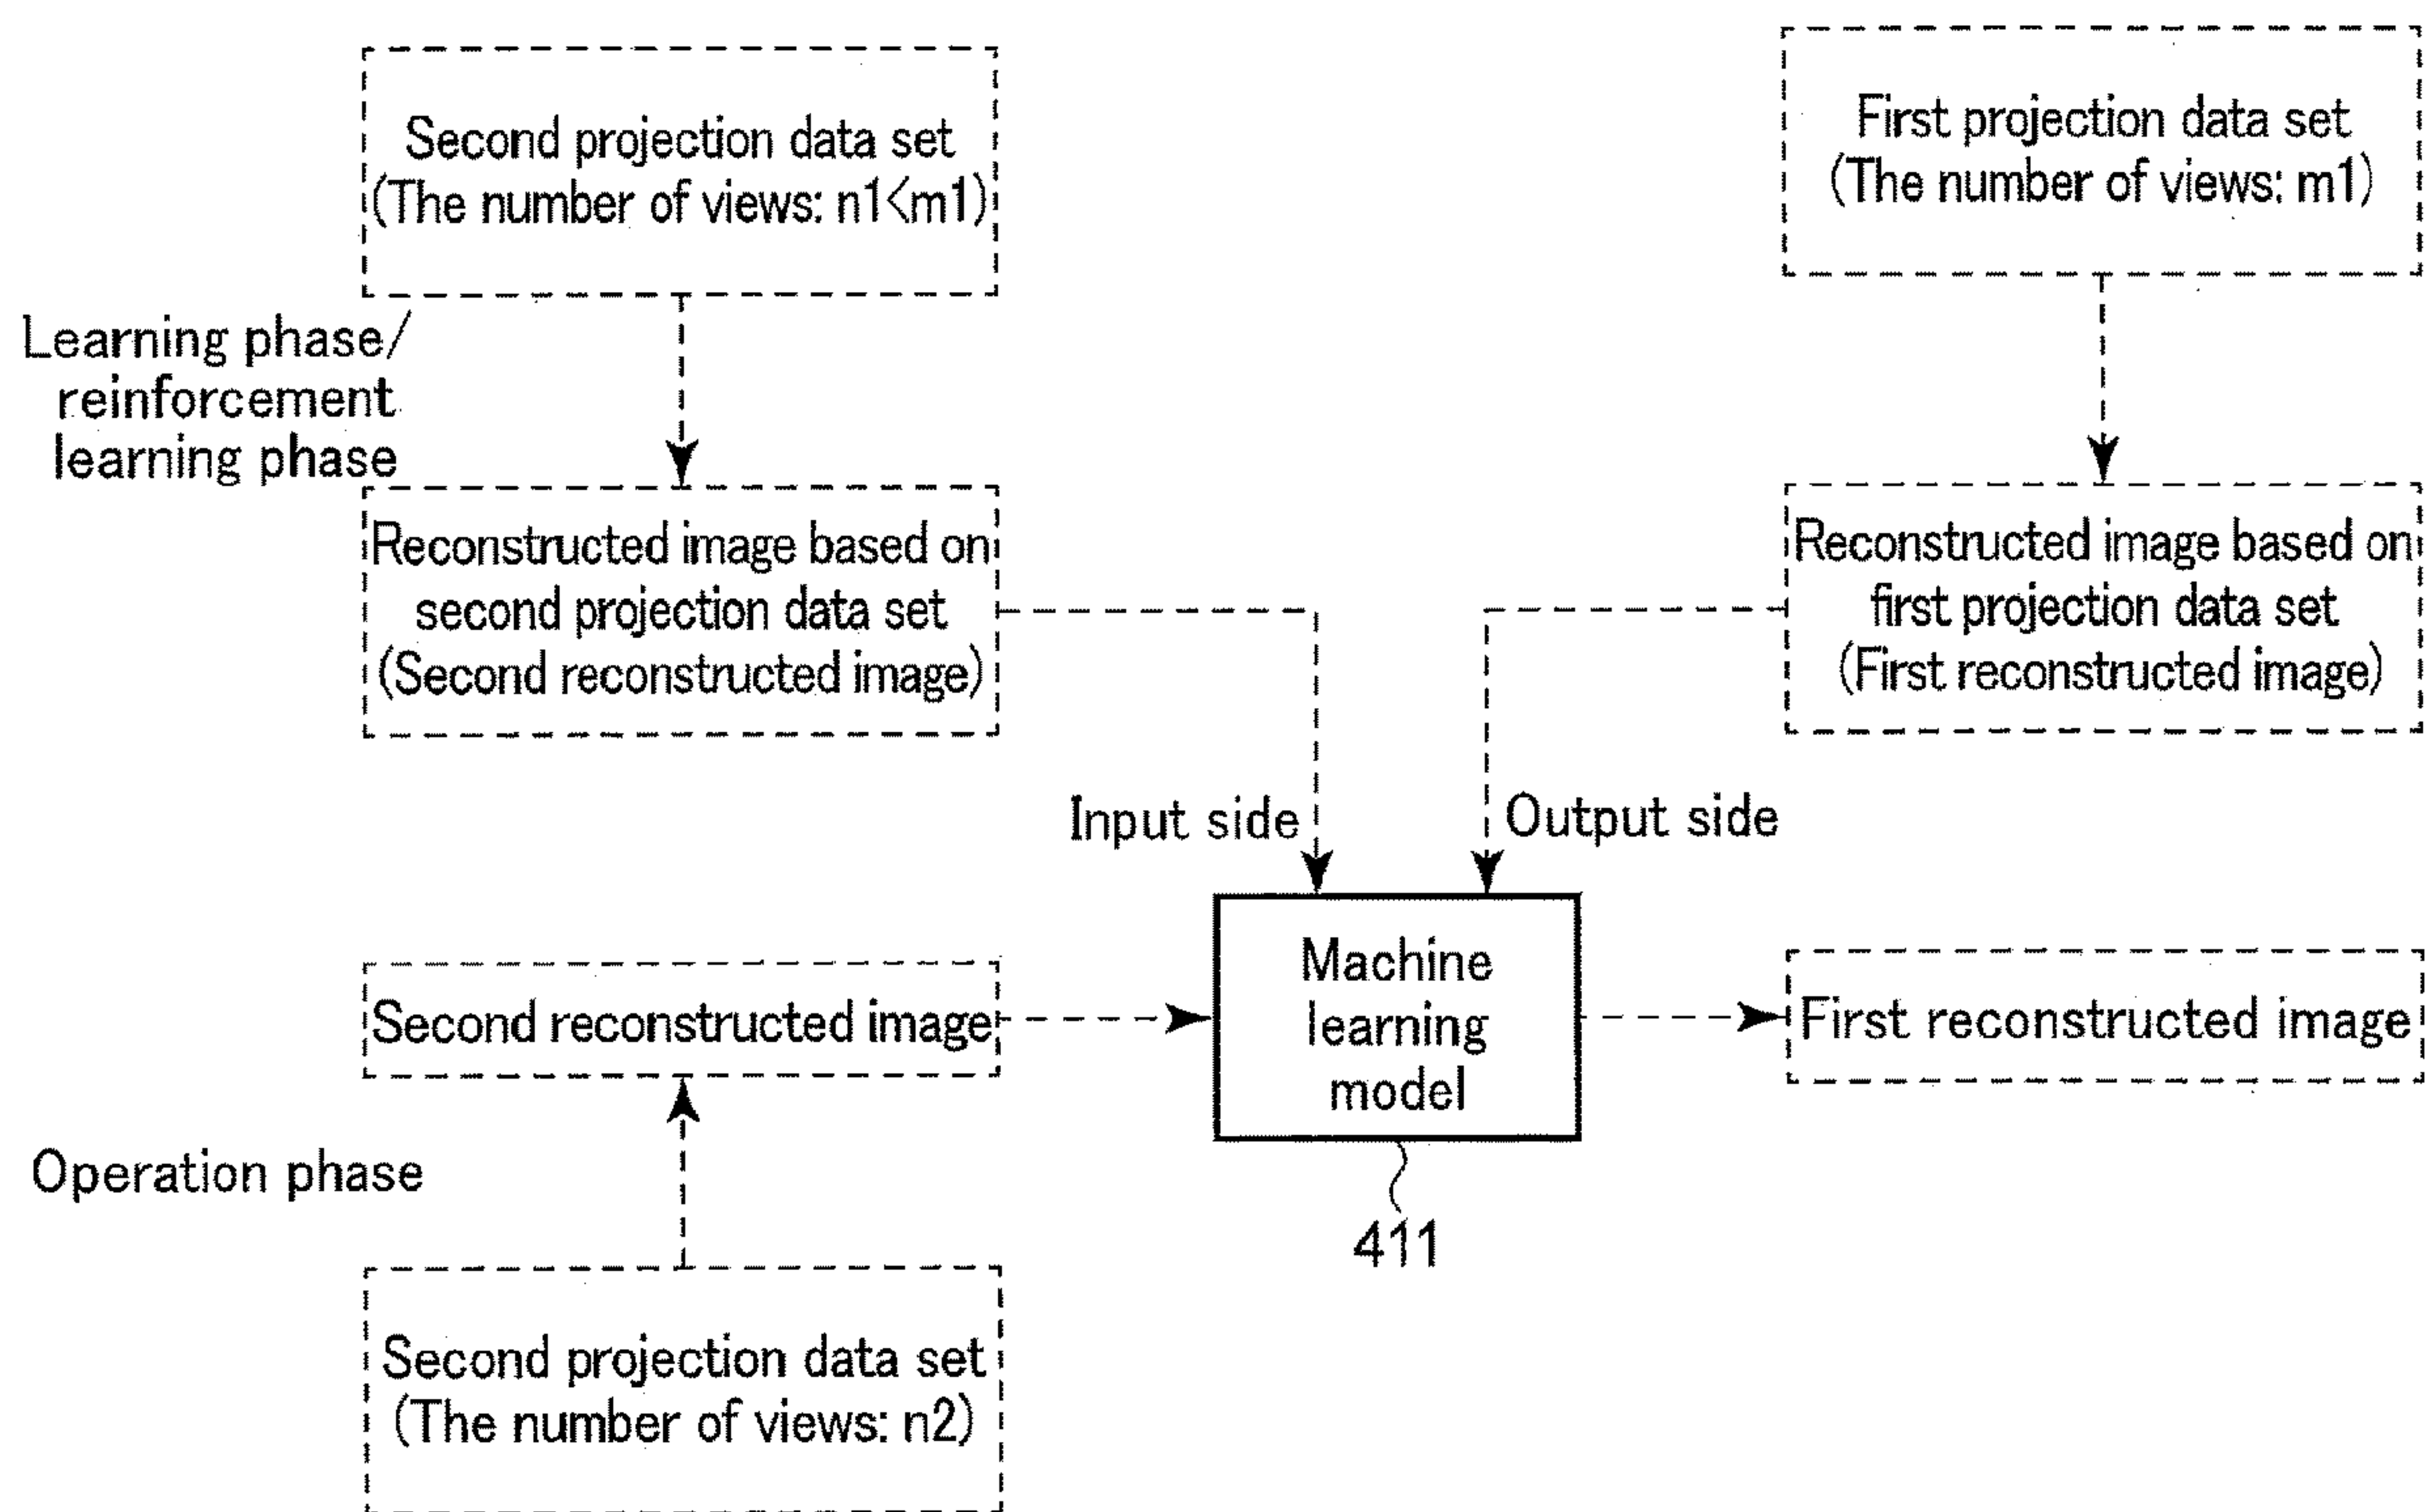 Second projection data set
(The number of views: n1<m1)
First projection data set
(The number of views: m1)
Learning phase/
reinforcement
learning phase
Reconstructed image based on
second projection data set
(Second reconstructed image)
Reconstructed image based on
first projection data set
(First reconstructed image)
Input side
Output side
Second reconstructed image
Machine
learning
model
First reconstructed image
411
Operation phase
Second projection data set
(The number of views: n2)